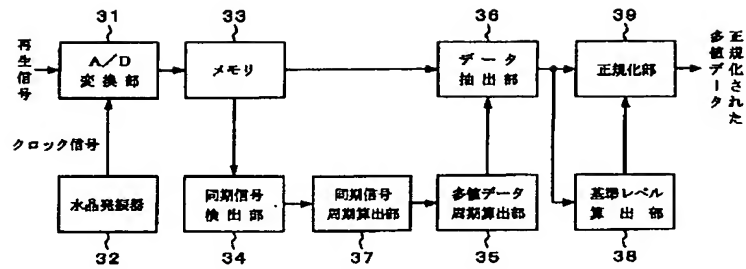 31
33
36
39
再生信号
A/D
変換部
メモリ
データ
抽出部
正規化部
正規化された
多値データ
クロック信号
水晶発振器
同期信号
検出部
同期信号
周期算出部
多値データ
周期算出部
基準レベル
算出部
32
34
37
35
38